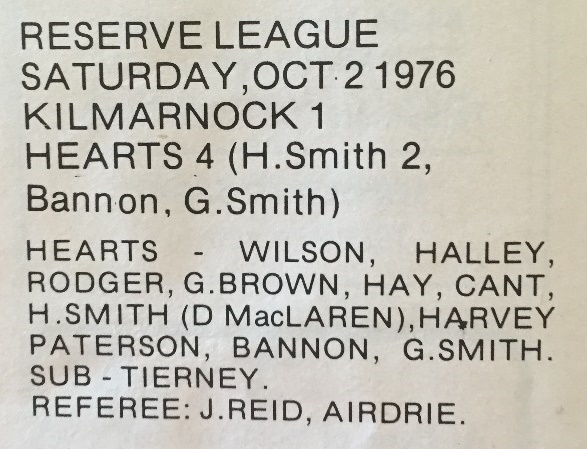 RESERVE LEAGUE
SATURDAY,OCT 2 1976
KILMARNOCK 1
HEARTS 4 (H.Smith 2,
Bannon, G.Smith)
HEARTS - WILSON, HALLEY,
RODGER, G.BROWN, HAY, CANT,
H.SMITH (D MacLAREN),HARVEY
PATERSON, BANNON, G.SMITH.
SUB - TIERNEY.
REFEREE: J.REID, AIRDRIE.